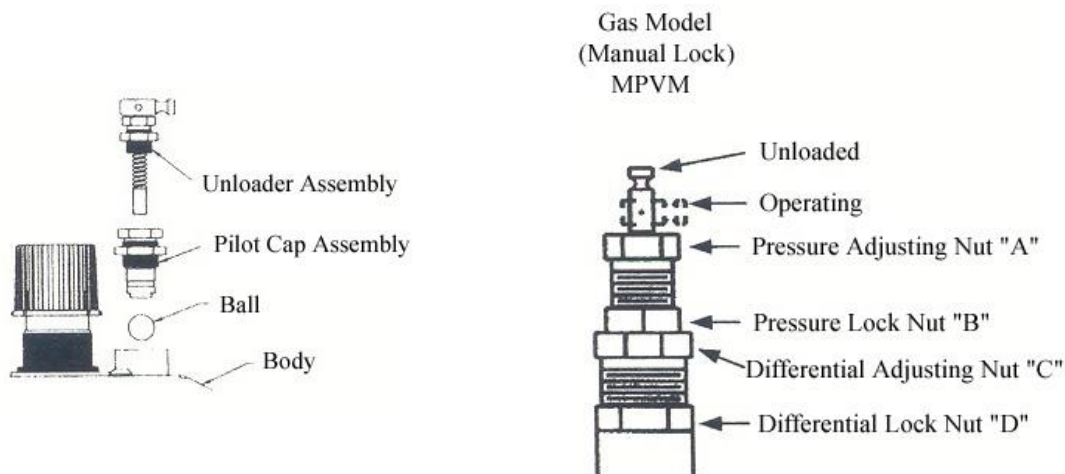 Gas Model
(Manual Lock)
MPVM
Unloader Assembly
Pilot Cap Assembly
Ball
Body
Unloaded
Operating
Pressure Adjusting Nut "A"
Pressure Lock Nut "B"
Differential Adjusting Nut "C"
Differential Lock Nut "D"